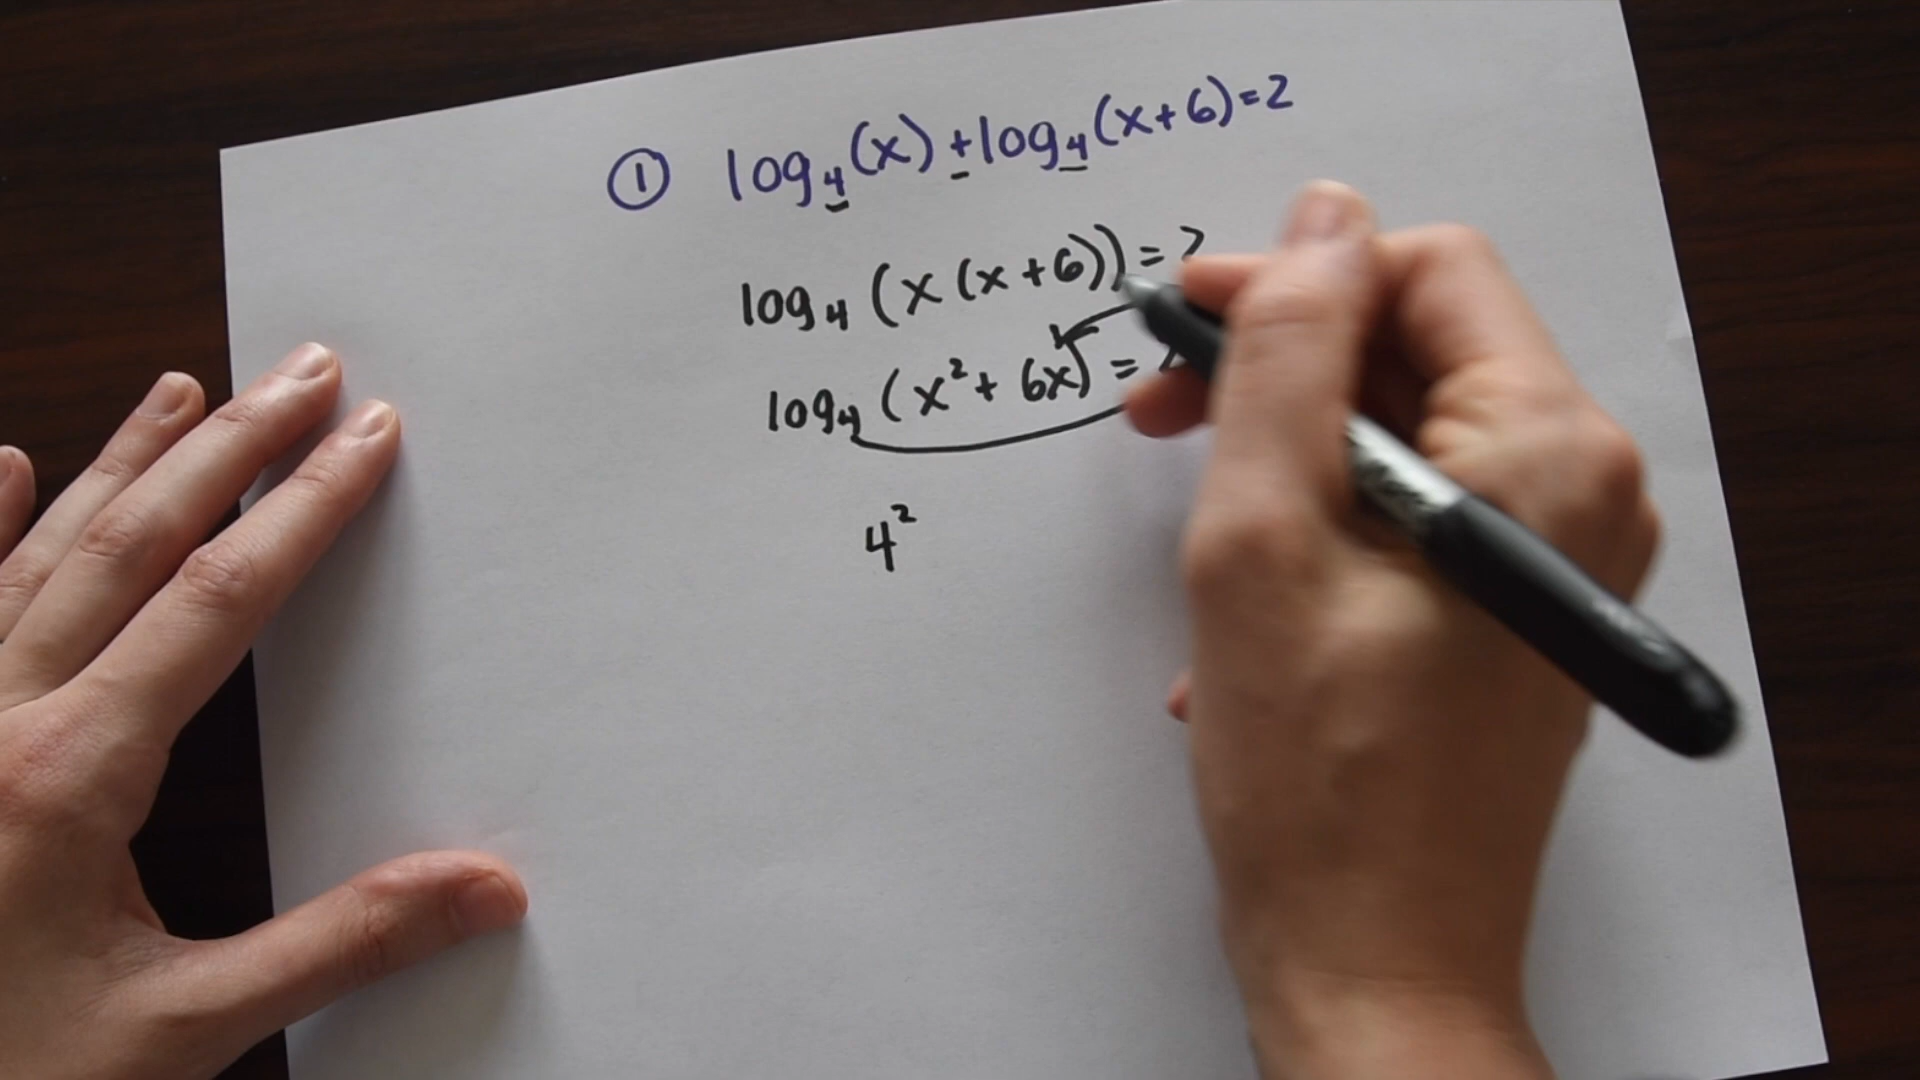 ① log₄(x)+log₄(x+6)=2
log₄(x(x+6))=2
log₄(x²+6x)=
4²